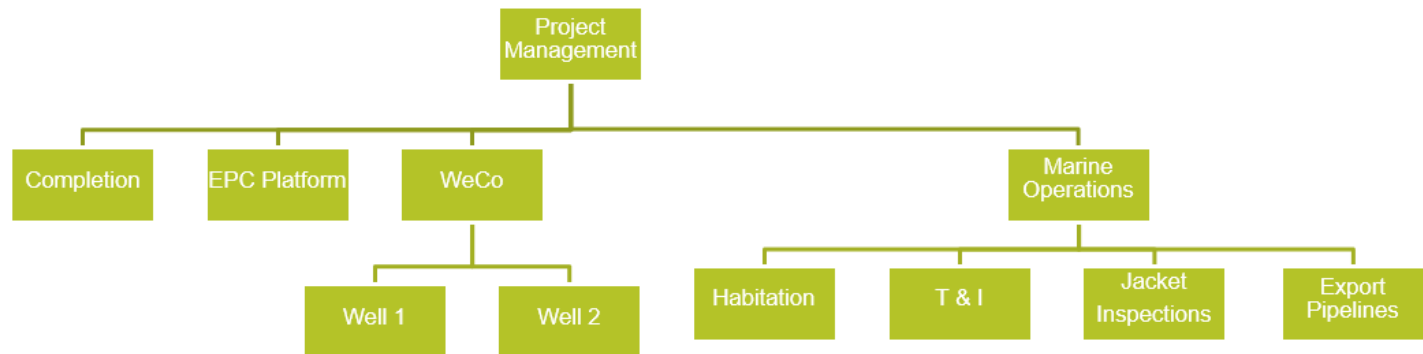 Project
Management
Completion
EPC Platform
WeCo
Marine
Operations
Well 1
Well 2
Habitation
T & I
Jacket
Inspections
Export
Pipelines